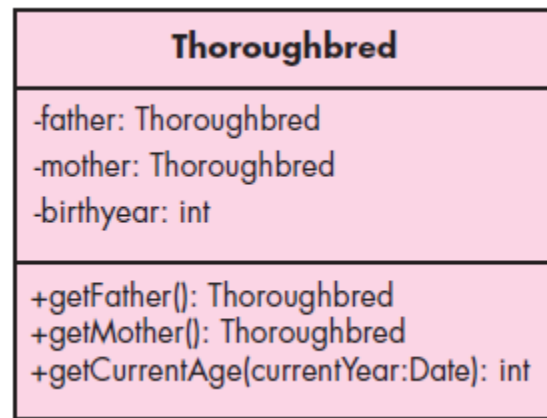 Thoroughbred
-father: Thoroughbred
-mother: Thoroughbred
-birthyear: int
+getFather(): Thoroughbred
+getMother(): Thoroughbred
+getCurrentAge(currentYear:Date): int